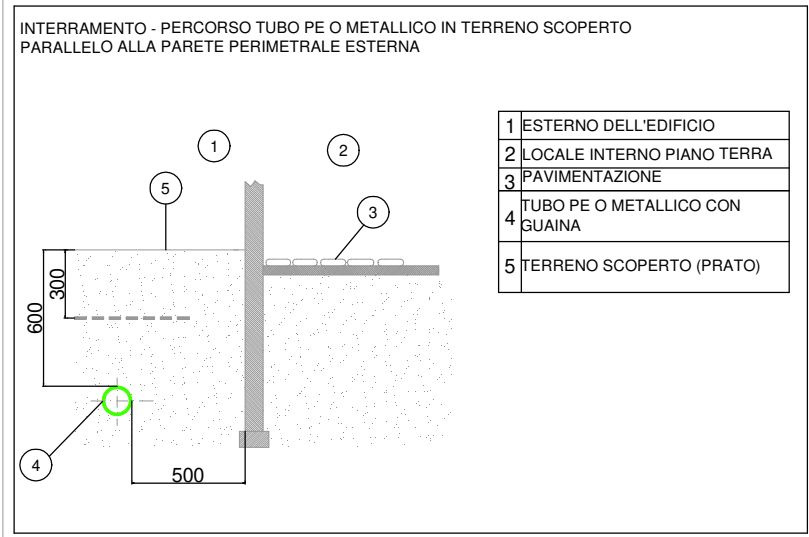 INTERRAMENTO - PERCORSO TUBO PE O METALLICO IN TERRENO SCOPERTO
PARALLELO ALLA PARETE PERIMETRALE ESTERNA
1 ESTERNO DELL'EDIFICIO
2 LOCALE INTERNO PIANO TERRA
3 PAVIMENTAZIONE
4 TUBO PE O METALLICO CON
GUAINA
5 TERRENO SCOPERTO (PRATO)
1
2
5
3
300
600
4
500